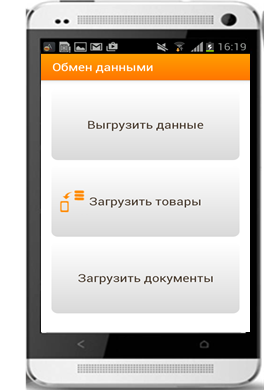 16:19
Обмен данными
Выгрузить данные
Загрузить товары
Загрузить документы